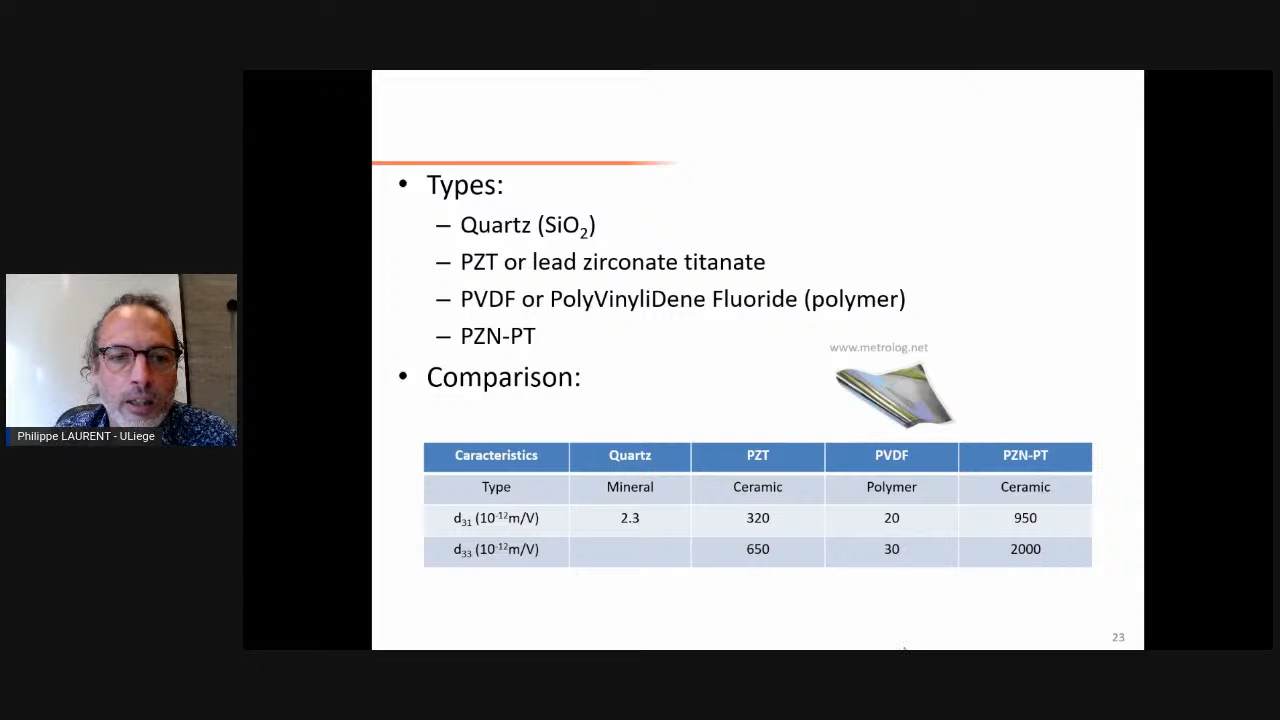 • Types:
– Quartz (SiO₂)
– PZT or lead zirconate titanate
– PVDF or PolyVinyliDene Fluoride (polymer)
– PZN-PT
www.metrolog.net
• Comparison:
Philippe LAURENT - ULiege
Caracteristics Quartz PZT PVDF PZN-PT
Type Mineral Ceramic Polymer Ceramic
d₃₁ (10⁻¹²m/V) 2.3 320 20 950
d₃₃ (10⁻¹²m/V) 650 30 2000
23